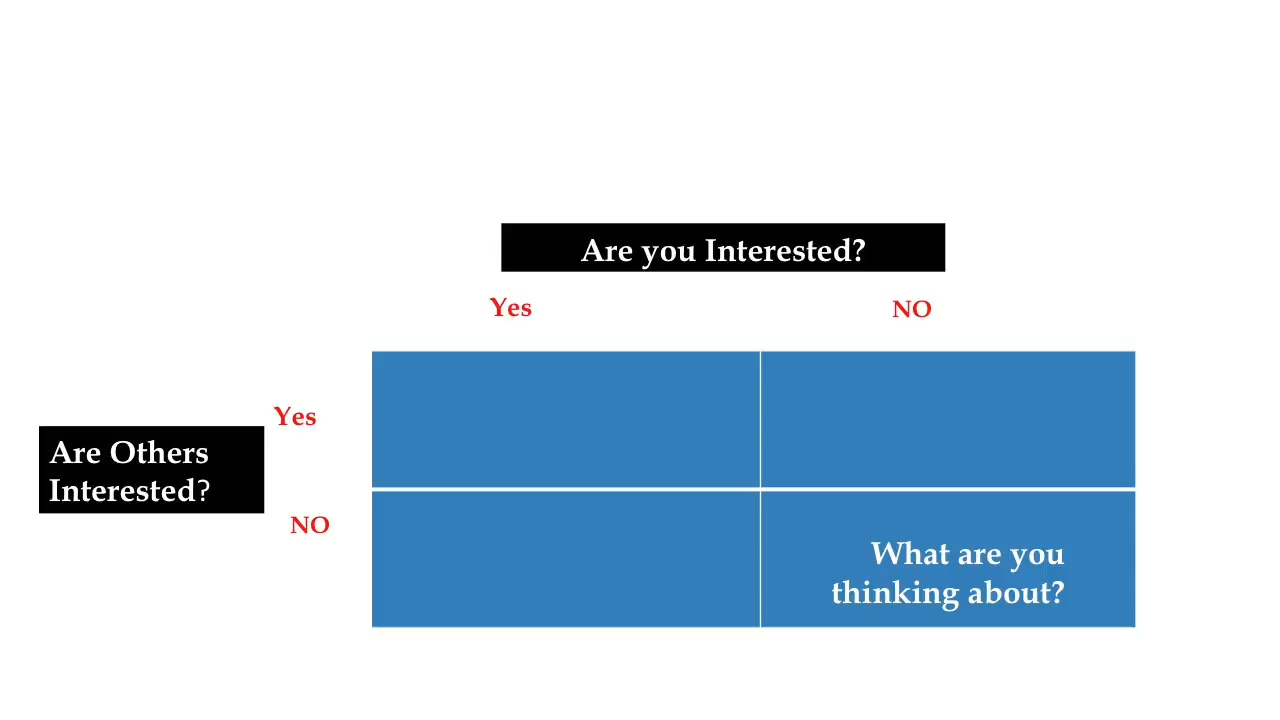 Are you Interested?
Yes
NO
Yes
Are Others
Interested?
NO
What are you
thinking about?